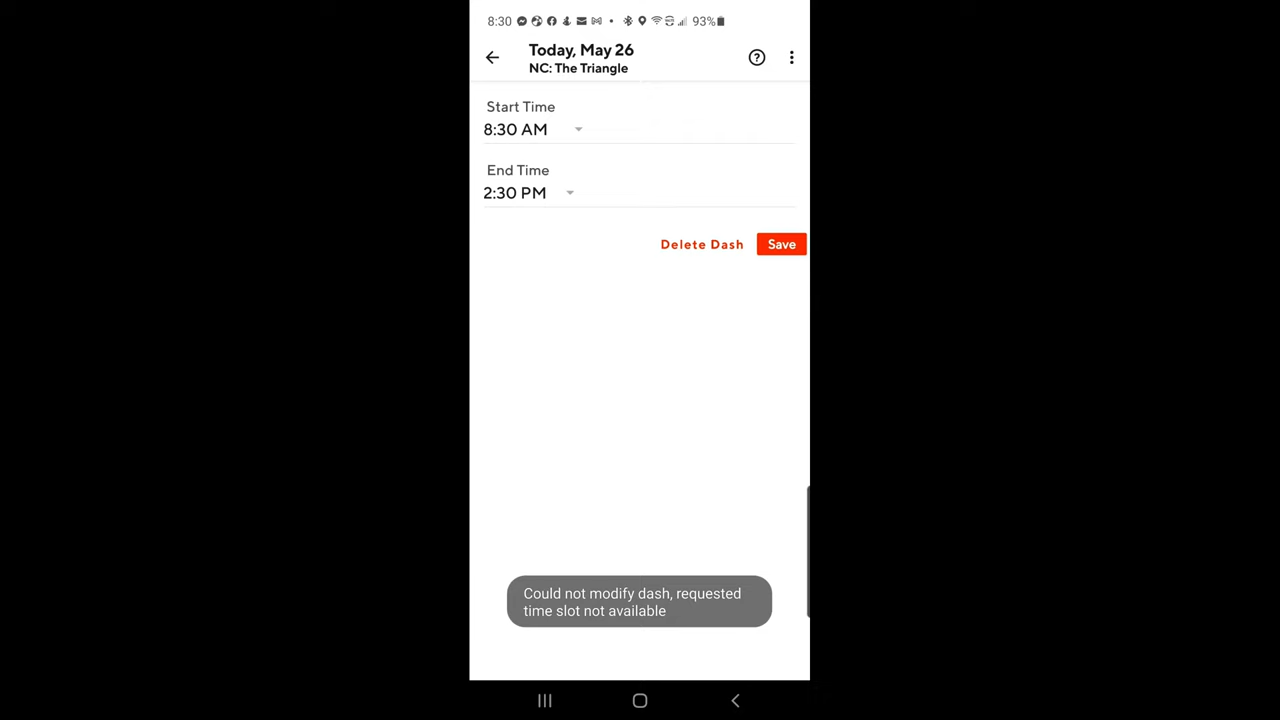 8:30 93%
Today, May 26
NC: The Triangle
Start Time
8:30 AM
End Time
2:30 PM
Delete Dash Save
Could not modify dash, requested
time slot not available